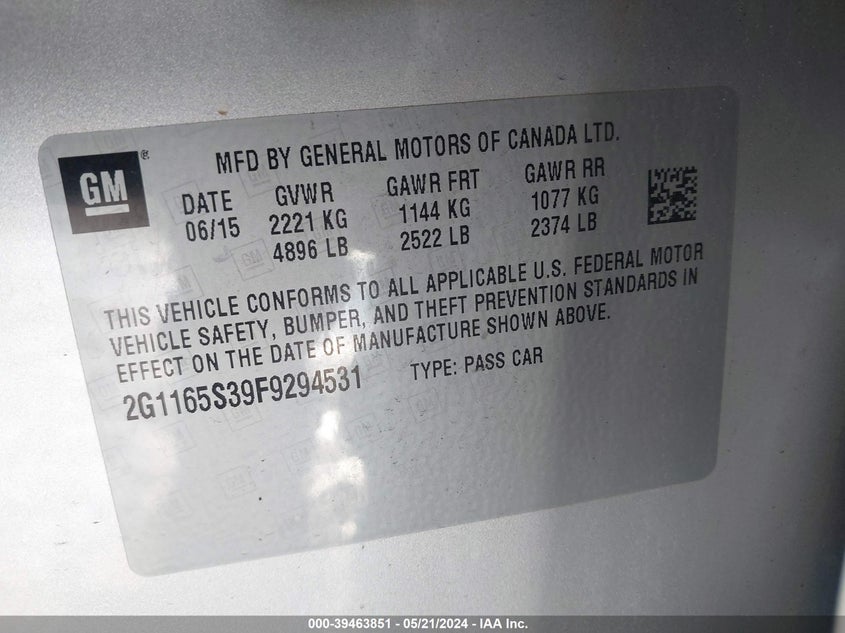 GM
MFD BY GENERAL MOTORS OF CANADA LTD.
DATE GVWR GAWR FRT GAWR RR
06/15 2221 KG 1144 KG 1077 KG
4896 LB 2522 LB 2374 LB
THIS VEHICLE CONFORMS TO ALL APPLICABLE U.S. FEDERAL MOTOR
VEHICLE SAFETY, BUMPER, AND THEFT PREVENTION STANDARDS IN
EFFECT ON THE DATE OF MANUFACTURE SHOWN ABOVE.
2G1165S39F9294531 TYPE: PASS CAR
000-39463851 / 05/21/2024 - IAA Inc.